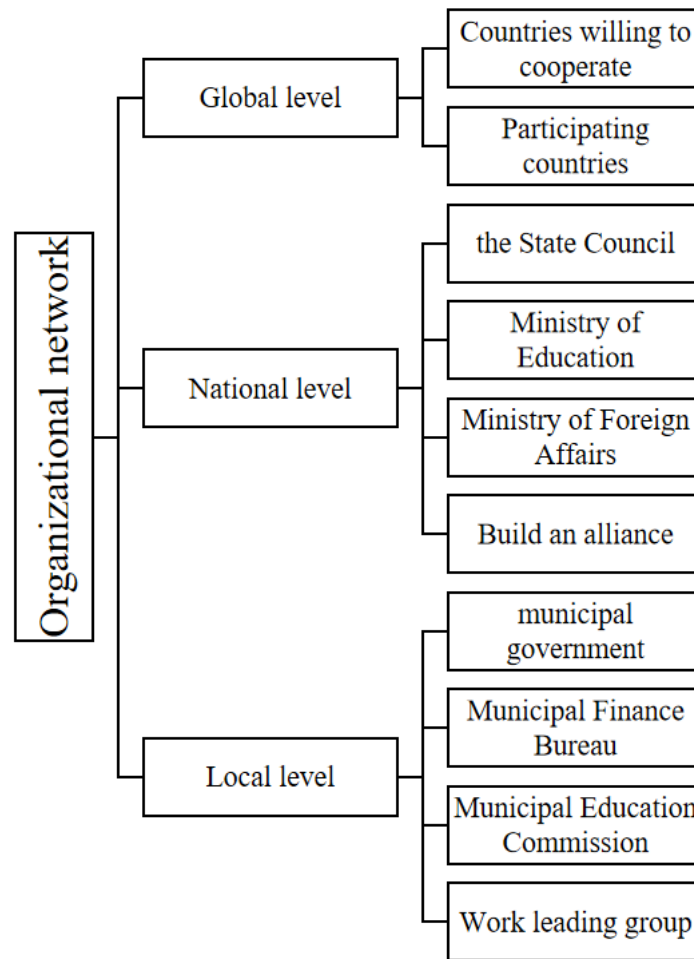 Organizational network
Global level
Countries willing to
cooperate
Participating
countries
National level
the State Council
Ministry of
Education
Ministry of Foreign
Affairs
Build an alliance
Local level
municipal
government
Municipal Finance
Bureau
Municipal Education
Commission
Work leading group